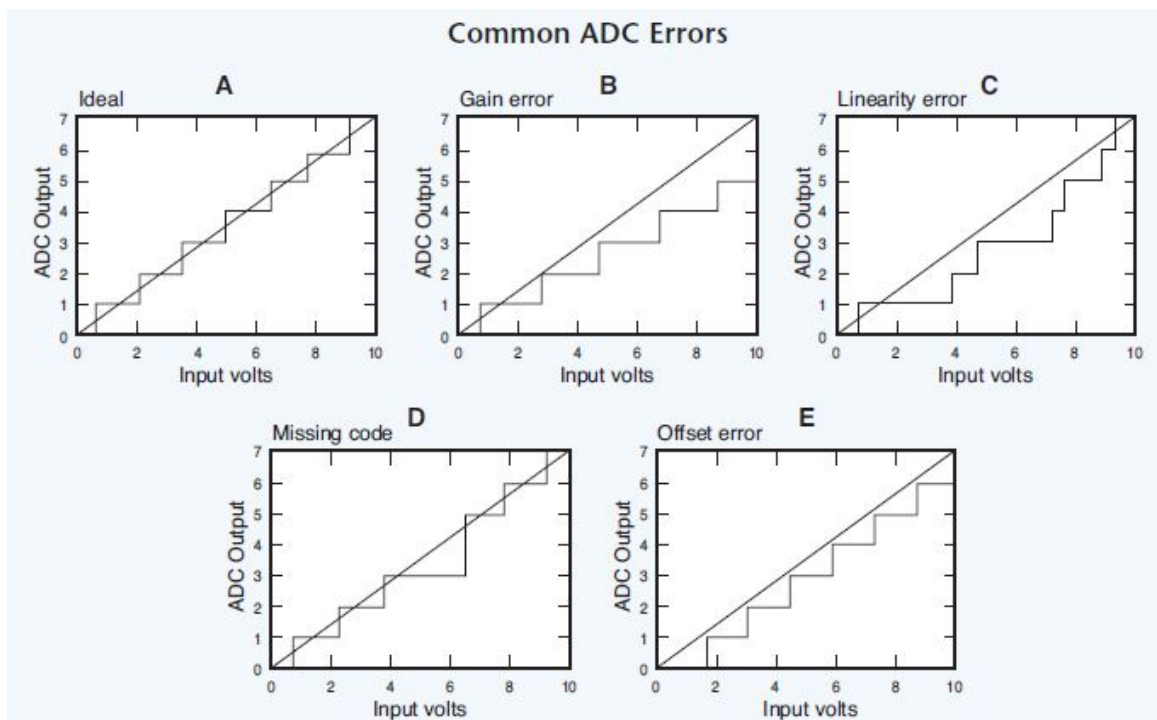 Common ADC Errors
A
Ideal
7
6
5
4
3
2
1
0
ADC Output
0 2 4 6 8 10
Input volts
B
Gain error
7
6
5
4
3
2
1
0
ADC Output
0 2 4 6 8 10
Input volts
C
Linearity error
7
6
5
4
3
2
1
0
ADC Output
0 2 4 6 8 10
Input volts
D
Missing code
7
6
5
4
3
2
1
0
ADC Output
0 2 4 6 8 10
Input volts
E
Offset error
7
6
5
4
3
2
1
0
ADC Output
0 2 4 6 8 10
Input volts